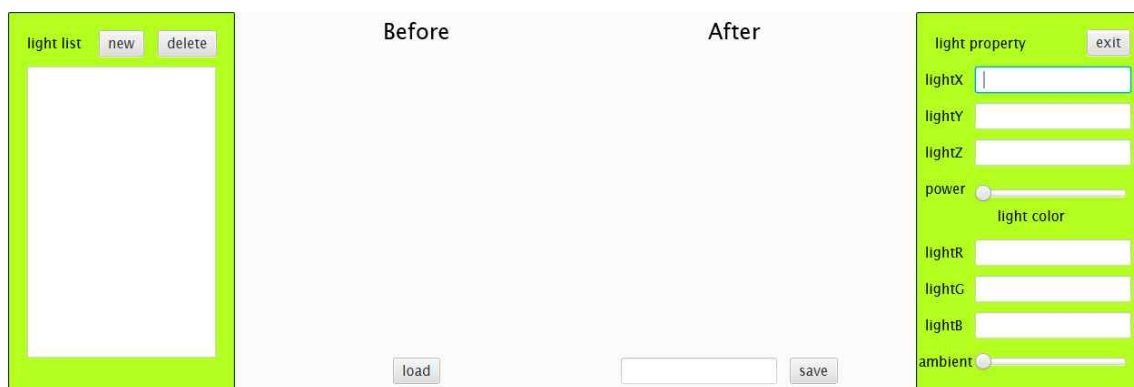 light list new delete
Before
After
light property exit
lightX
lightY
lightZ
power
light color
lightR
lightG
lightB
ambient
load
save